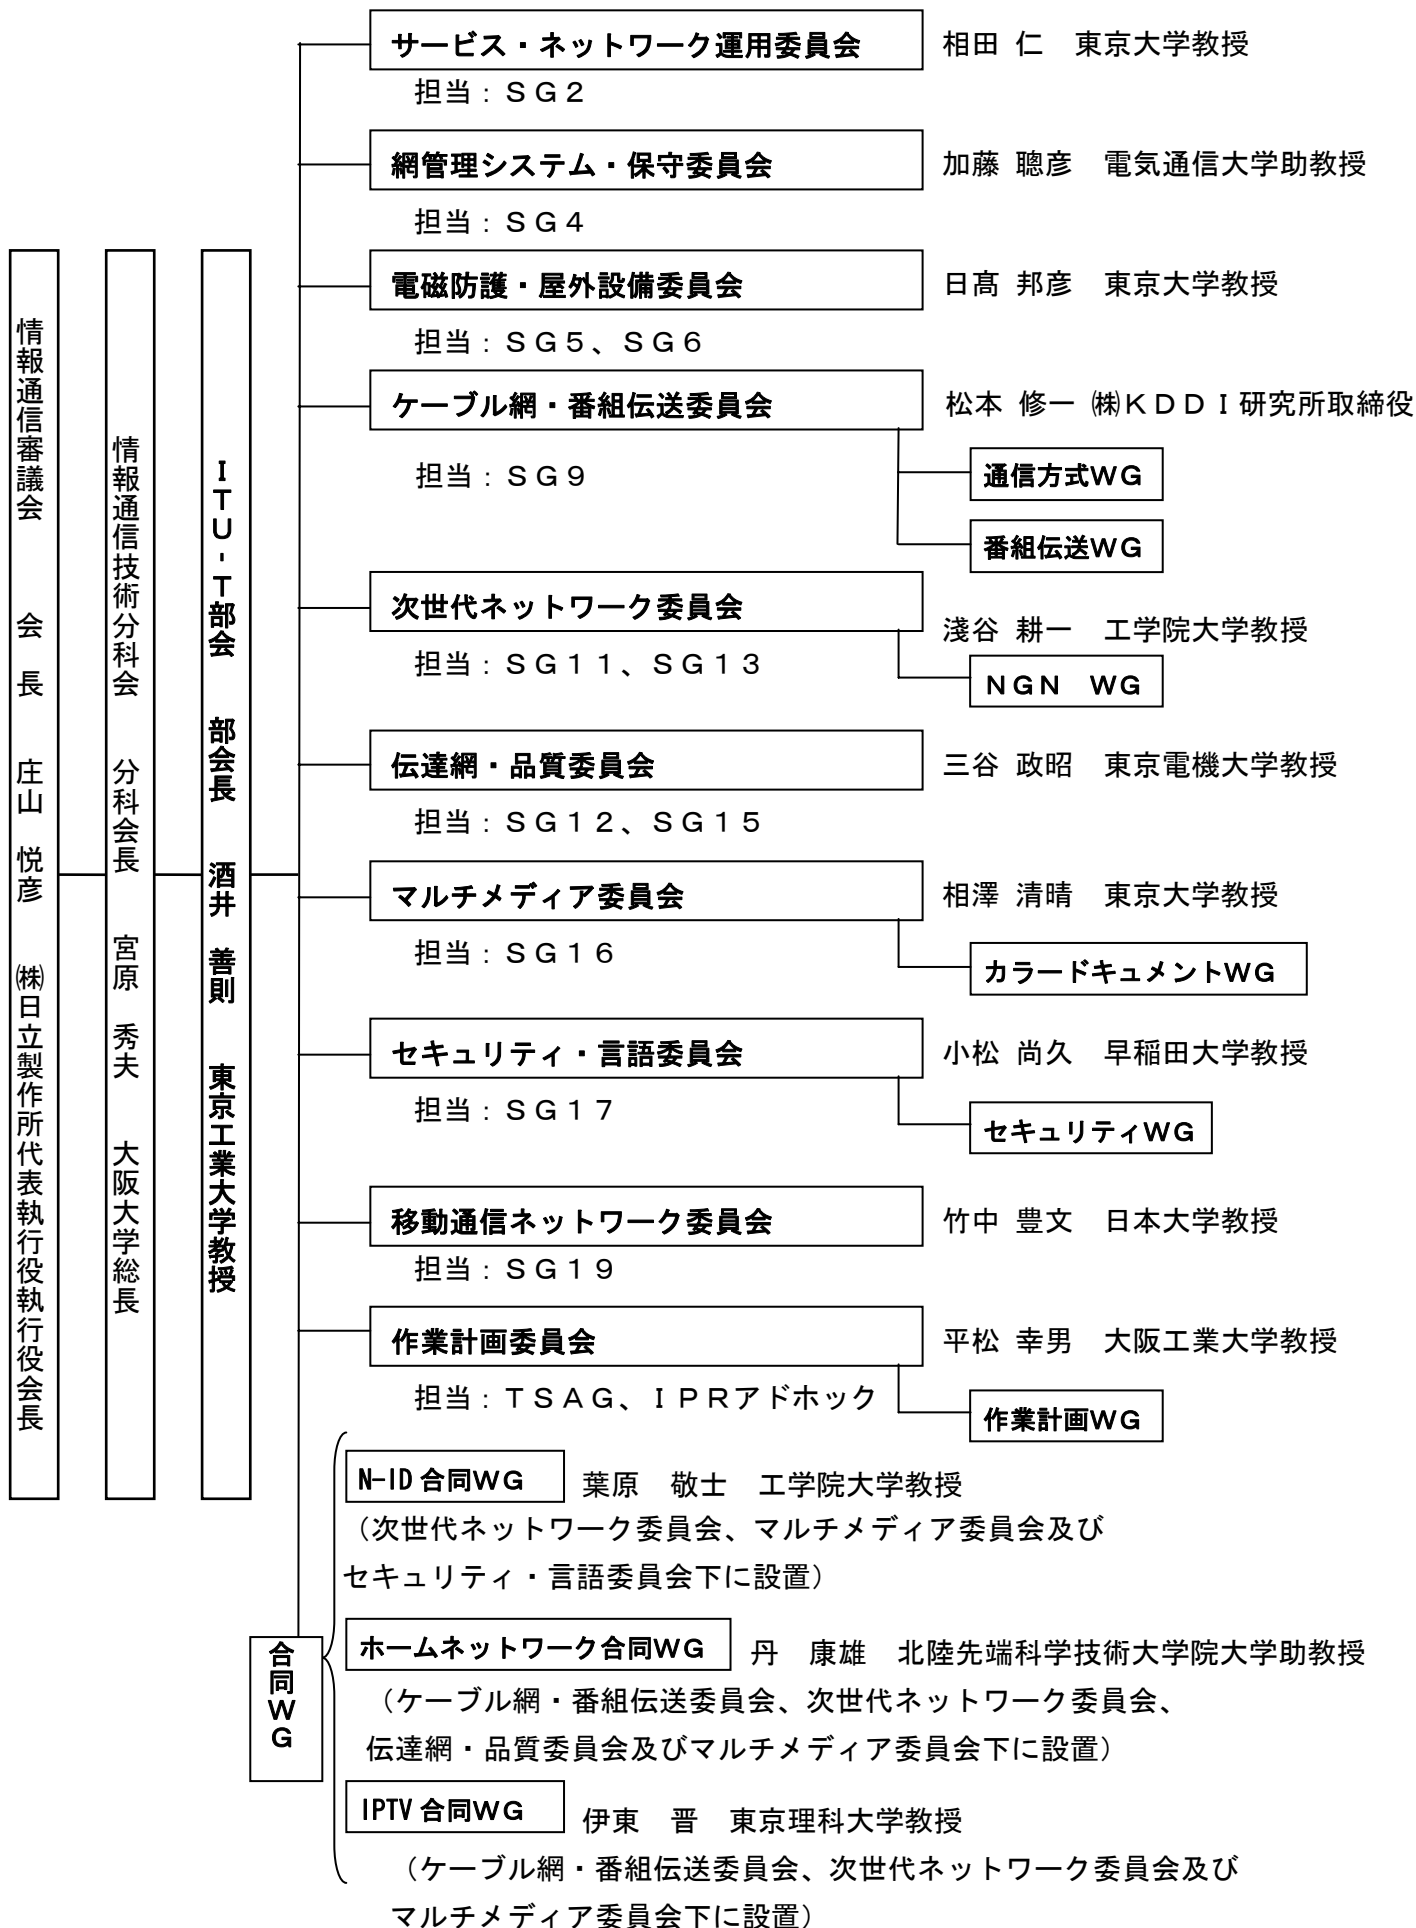 情報通信審議会　会長　庄山　悦彦　㈱日立製作所代表執行役執行役会長
情報通信技術分科会　分科会長　宮原　秀夫　大阪大学総長
ＩＴＵ-Ｔ部会　部会長　酒井　善則　東京工業大学教授
サービス・ネットワーク運用委員会　相田 仁　東京大学教授
担当：ＳＧ２
網管理システム・保守委員会　加藤 聰彦　電気通信大学助教授
担当：ＳＧ４
電磁防護・屋外設備委員会　日髙 邦彦　東京大学教授
担当：ＳＧ５、ＳＧ６
ケーブル網・番組伝送委員会　松本 修一 ㈱ＫＤＤＩ研究所取締役
担当：ＳＧ９
通信方式ＷＧ
番組伝送ＷＧ
次世代ネットワーク委員会　淺谷 耕一　工学院大学教授
担当：ＳＧ１１、ＳＧ１３
ＮＧＮ　ＷＧ
伝達網・品質委員会　三谷 政昭　東京電機大学教授
担当：ＳＧ１２、ＳＧ１５
マルチメディア委員会　相澤 清晴　東京大学教授
担当：ＳＧ１６
カラードキュメントＷＧ
セキュリティ・言語委員会　小松 尚久　早稲田大学教授
担当：ＳＧ１７
セキュリティＷＧ
移動通信ネットワーク委員会　竹中 豊文　日本大学教授
担当：ＳＧ１９
作業計画委員会　平松 幸男　大阪工業大学教授
担当：ＴＳＡＧ、ＩＰＲアドホック
作業計画ＷＧ
合同ＷＧ
N-ID 合同ＷＧ　葉原　敬士　工学院大学教授
（次世代ネットワーク委員会、マルチメディア委員会及び
セキュリティ・言語委員会下に設置）
ホームネットワーク合同ＷＧ　丹　康雄　北陸先端科学技術大学院大学助教授
（ケーブル網・番組伝送委員会、次世代ネットワーク委員会、
伝達網・品質委員会及びマルチメディア委員会下に設置）
IPTV 合同ＷＧ　伊東　晋　東京理科大学教授
（ケーブル網・番組伝送委員会、次世代ネットワーク委員会及び
マルチメディア委員会下に設置）